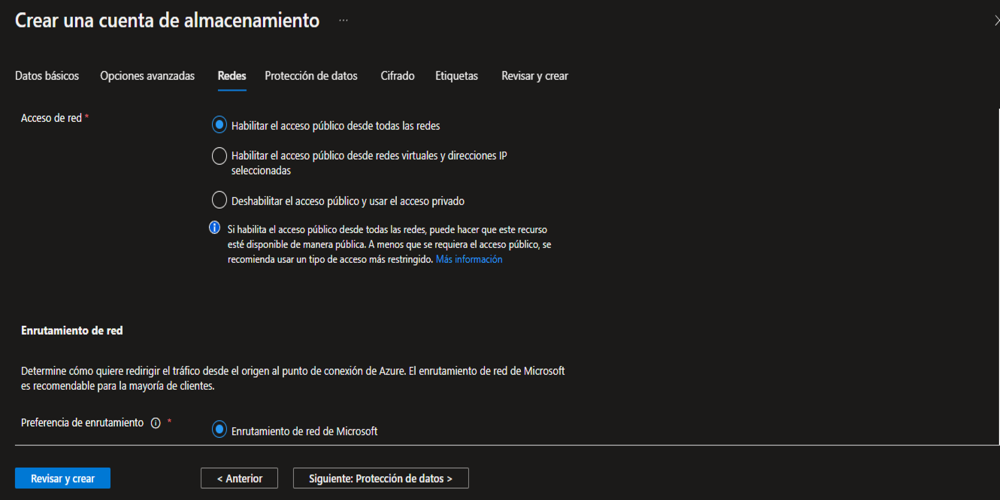 Crear una cuenta de almacenamiento ...
Datos básicos Opciones avanzadas Redes Protección de datos Cifrado Etiquetas Revisar y crear
Acceso de red *
Habilitar el acceso público desde todas las redes
Habilitar el acceso público desde redes virtuales y direcciones IP
seleccionadas
Deshabilitar el acceso público y usar el acceso privado
Si habilita el acceso público desde todas las redes, puede hacer que este recurso
esté disponible de manera pública. A menos que se requiera el acceso público, se
recomienda usar un tipo de acceso más restringido. Más información
Enrutamiento de red
Determine cómo quiere redirigir el tráfico desde el origen al punto de conexión de Azure. El enrutamiento de red de Microsoft
es recomendable para la mayoría de clientes.
Preferencia de enrutamiento *
Enrutamiento de red de Microsoft
Revisar y crear
< Anterior
Siguiente: Protección de datos >